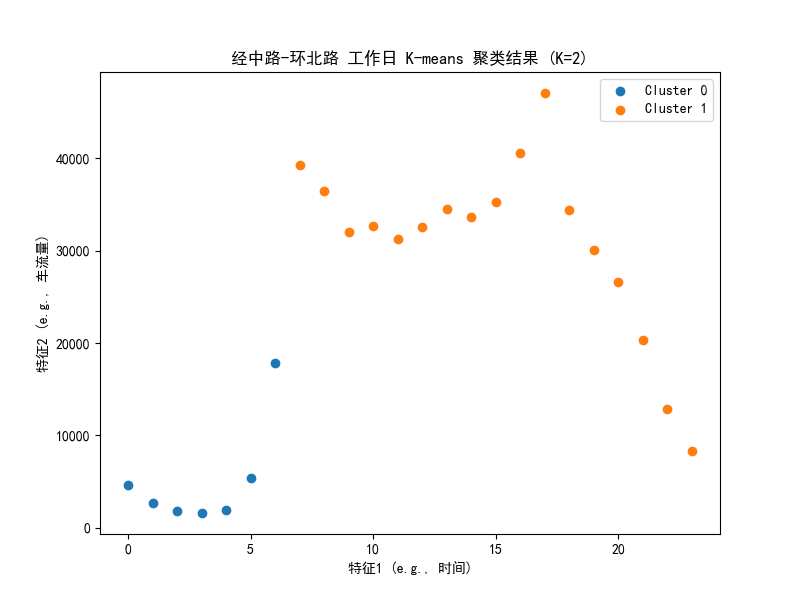 经中路-环北路 工作日 K-means 聚类结果 (K=2)
Cluster 0
Cluster 1
特征2 (e.g., 车流量)
40000
30000
20000
10000
0
0 5 10 15 20
特征1 (e.g., 时间)